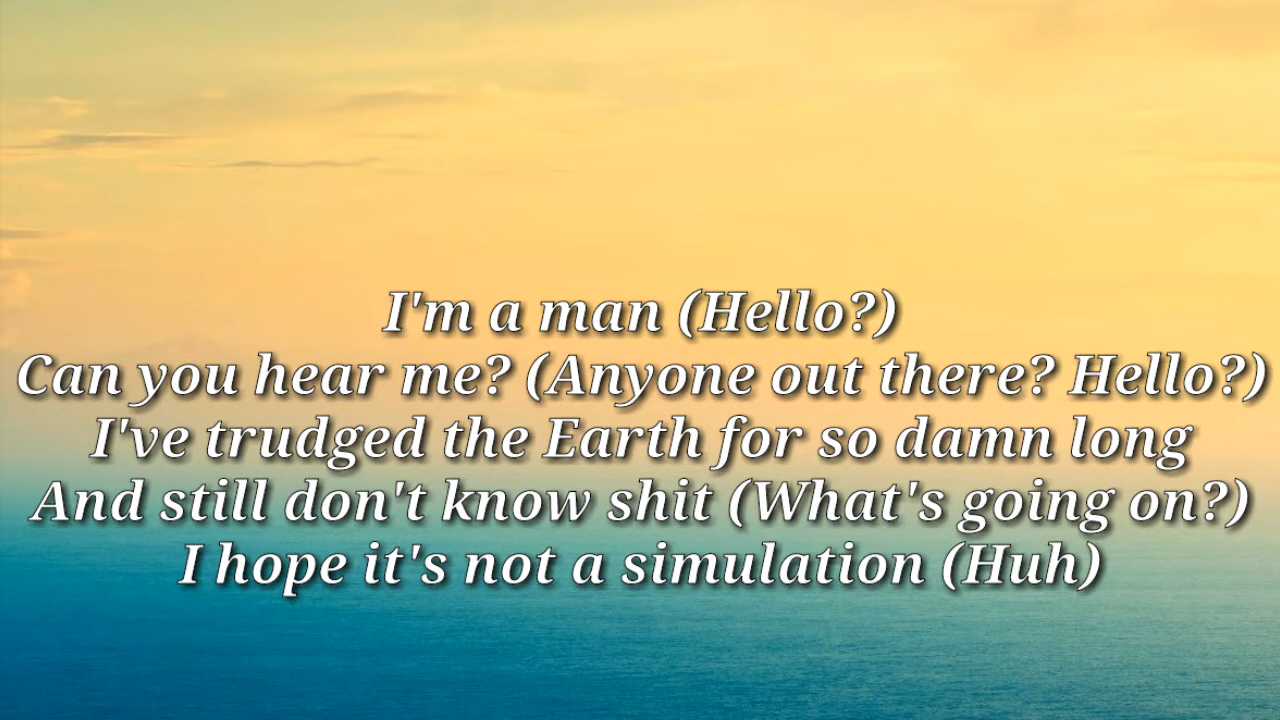 I'm a man (Hello?)
Can you hear me? (Anyone out there? Hello?)
I've trudged the Earth for so damn long
And still don't know shit (What's going on?)
I hope it's not a simulation (Huh)